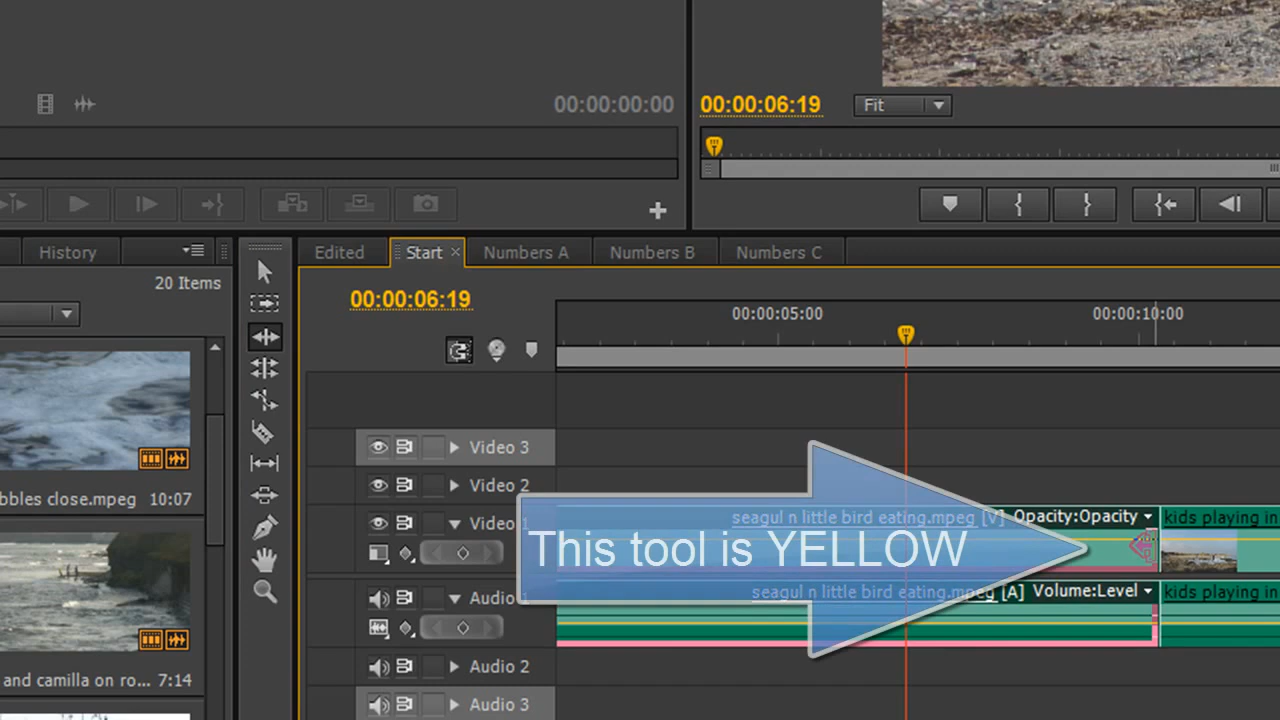 00:00:00:00
00:00:06:19
Fit
History
20 Items
Edited
Start
Numbers A
Numbers B
Numbers C
00:00:06:19
00:00:05:00
00:00:10:00
Video 3
bbles close.mpeg 10:07
Video 2
Video 1
seagul n little bird eating.mpeg [V] Opacity:Opacity
kids playing in
This tool is YELLOW
Audio 1
seagul n little bird eating.mpeg [A] Volume:Level
kids playing in
Audio 2
and camilla on ro... 7:14
Audio 3